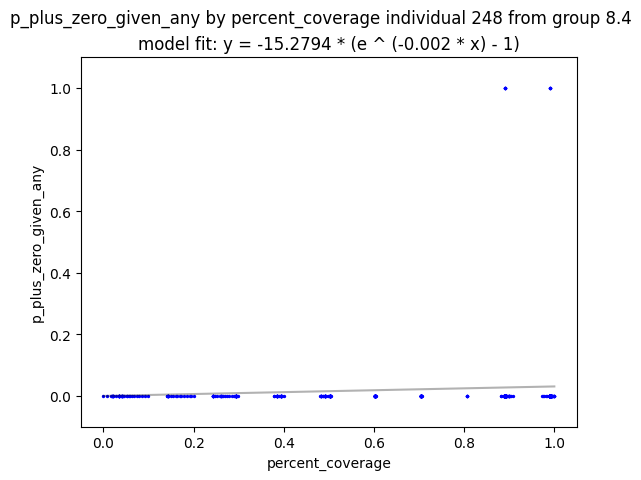 p_plus_zero_given_any by percent_coverage individual 248 from group 8.4
model fit: y = -15.2794 * (e ^ (-0.002 * x) - 1)
1.0
0.8
0.6
0.4
0.2
0.0
p_plus_zero_given_any
0.0 0.2 0.4 0.6 0.8 1.0
percent_coverage